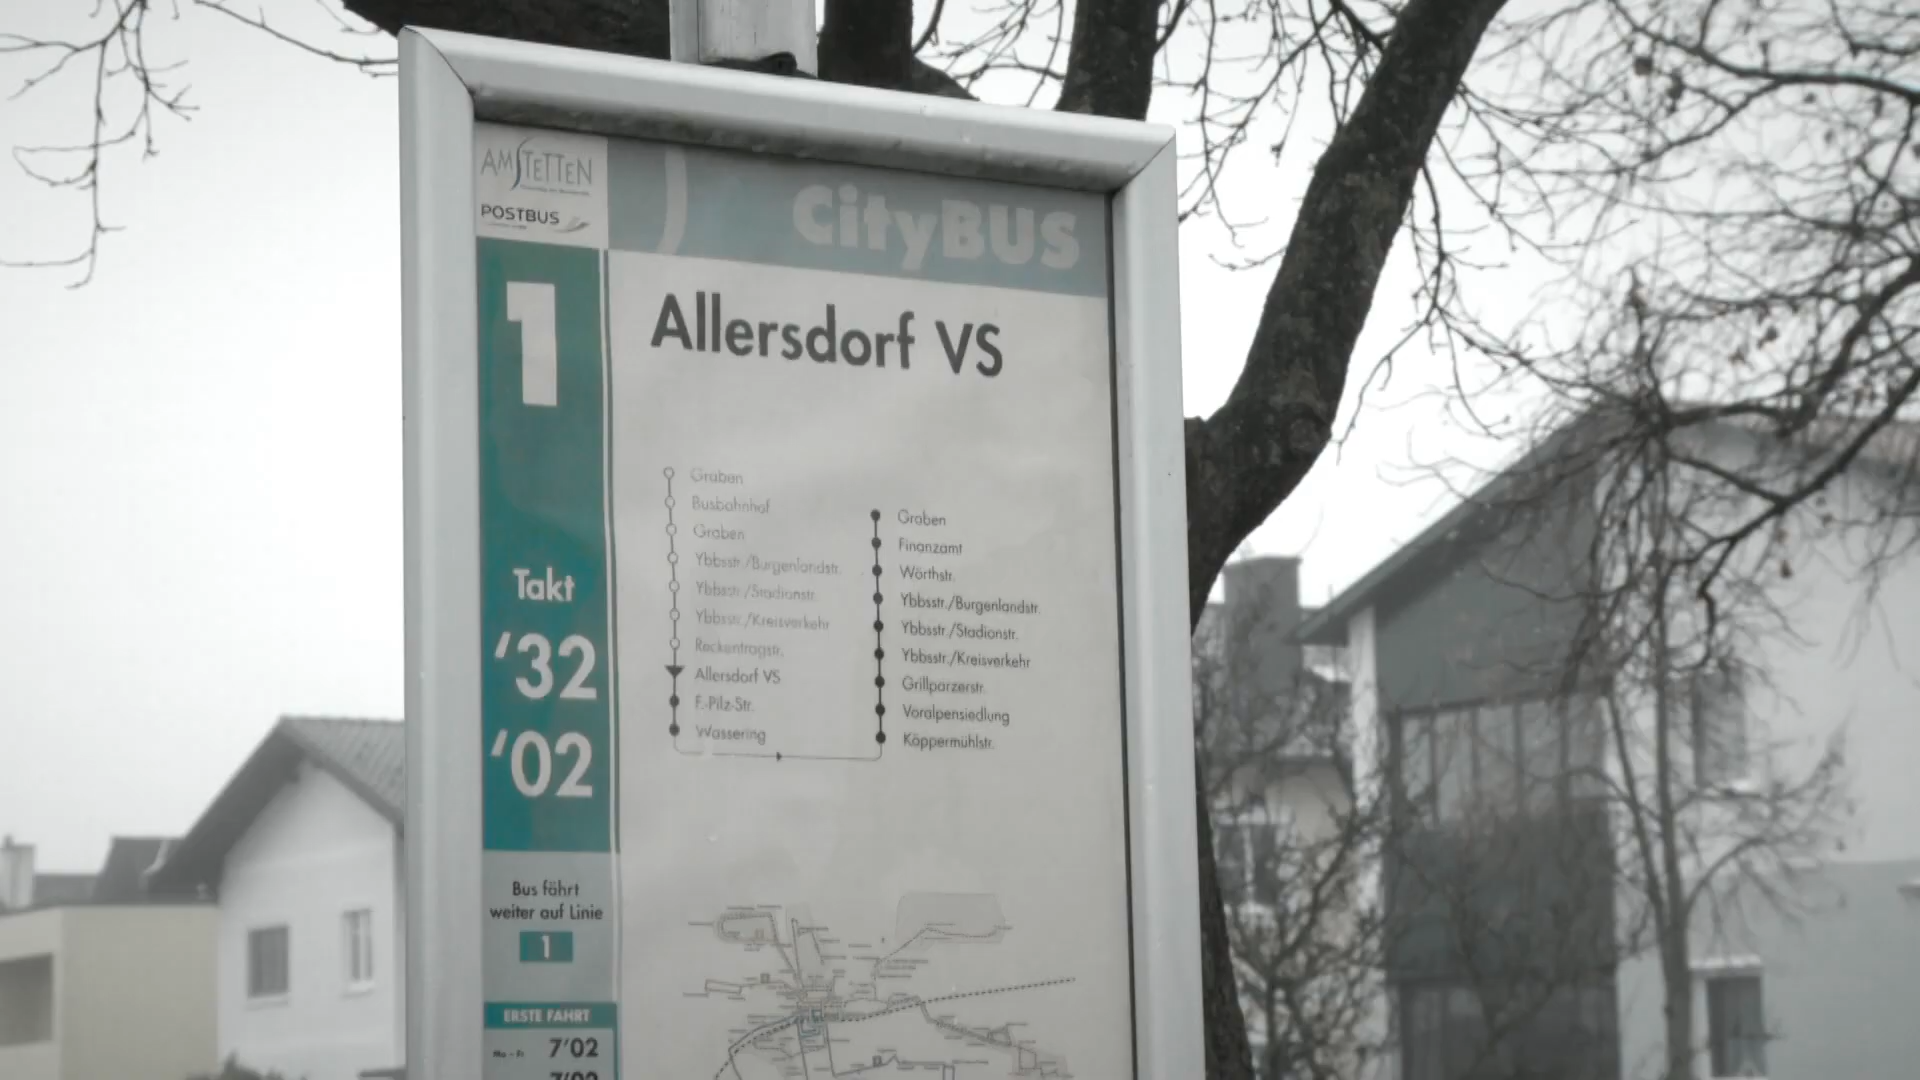 AMSTETTEN
POSTBUS
CityBUS
1
Allersdorf VS
Graben
Busbahnhof
Graben
Ybbsstr./Burgenlandstr.
Ybbsstr./Stadionstr.
Ybbsstr./Kreisverkehr
Reckentragstr.
Allersdorf VS
F.-Pilz-Str.
Wassering
Graben
Finanzamt
Wörthstr.
Ybbsstr./Burgenlandstr.
Ybbsstr./Stadionstr.
Ybbsstr./Kreisverkehr
Grillparzerstr.
Voralpensiedlung
Köppermühlstr.
Takt
'32
'02
Bus fährt
weiter auf Linie
1
ERSTE FAHRT
Mo - Fr 7'02